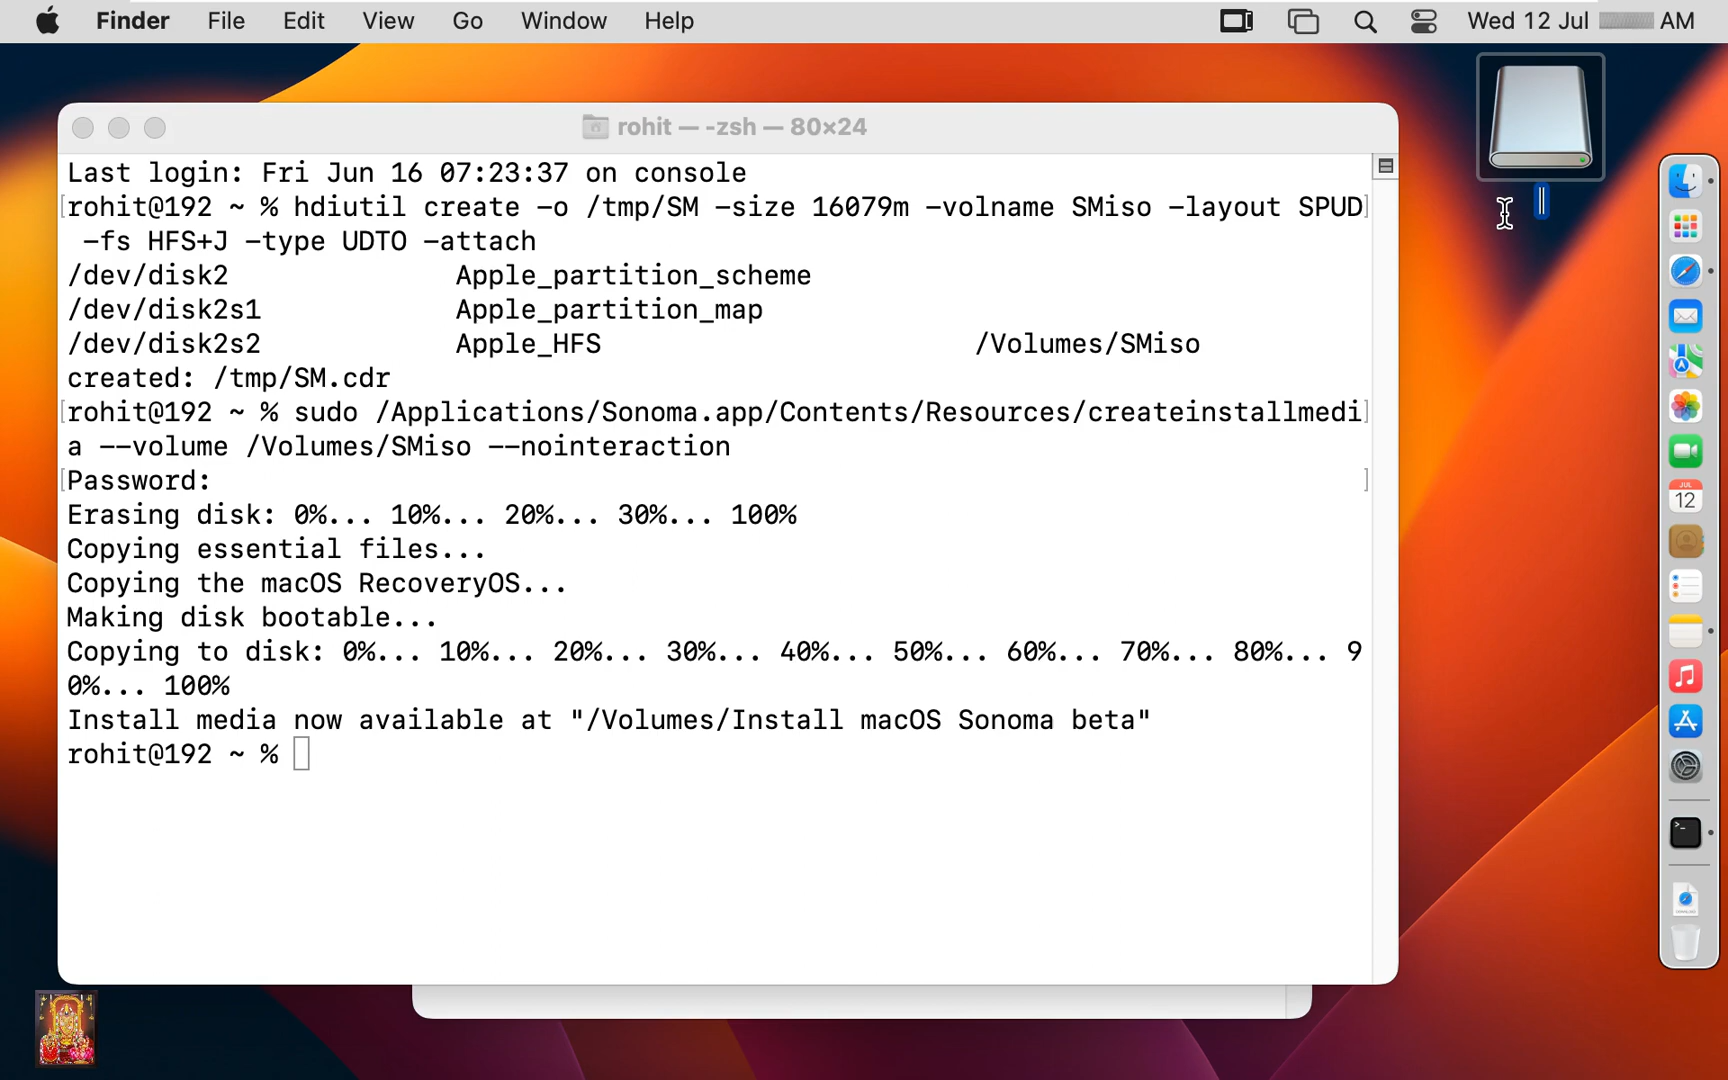 Finder File Edit View Go Window Help Wed 12 Jul AM
rohit — -zsh — 80×24
Last login: Fri Jun 16 07:23:37 on console
[rohit@192 ~ % hdiutil create -o /tmp/SM -size 16079m -volname SMiso -layout SPUD]
 -fs HFS+J -type UDTO -attach
/dev/disk2 Apple_partition_scheme
/dev/disk2s1 Apple_partition_map
/dev/disk2s2 Apple_HFS /Volumes/SMiso
created: /tmp/SM.cdr
[rohit@192 ~ % sudo /Applications/Sonoma.app/Contents/Resources/createinstallmedi]
a --volume /Volumes/SMiso --nointeraction
[Password: ]
Erasing disk: 0%... 10%... 20%... 30%... 100%
Copying essential files...
Copying the macOS RecoveryOS...
Making disk bootable...
Copying to disk: 0%... 10%... 20%... 30%... 40%... 50%... 60%... 70%... 80%... 9
0%... 100%
Install media now available at "/Volumes/Install macOS Sonoma beta"
rohit@192 ~ %
JUL
12